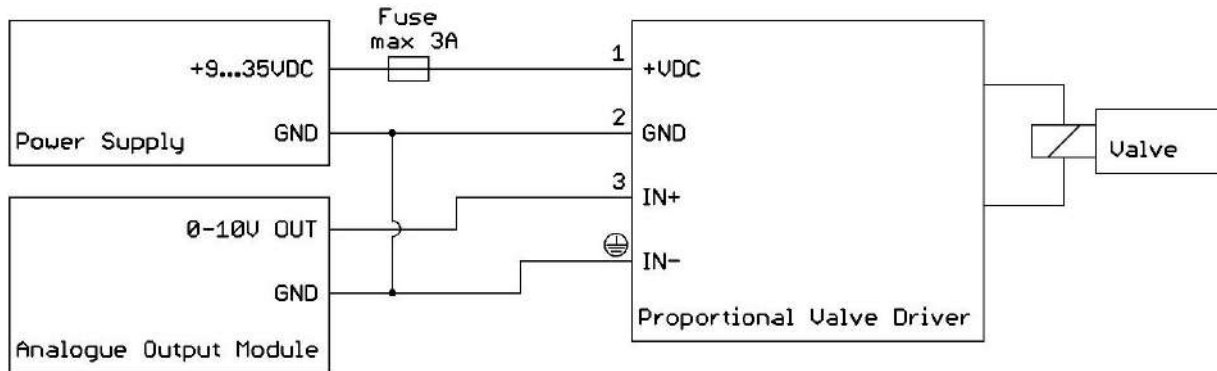 Fuse
max 3A
+9...35VDC
GND
Power Supply
0-10V OUT
GND
Analogue Output Module
1
+VDC
2
GND
3
IN+
IN-
Proportional Valve Driver
Valve